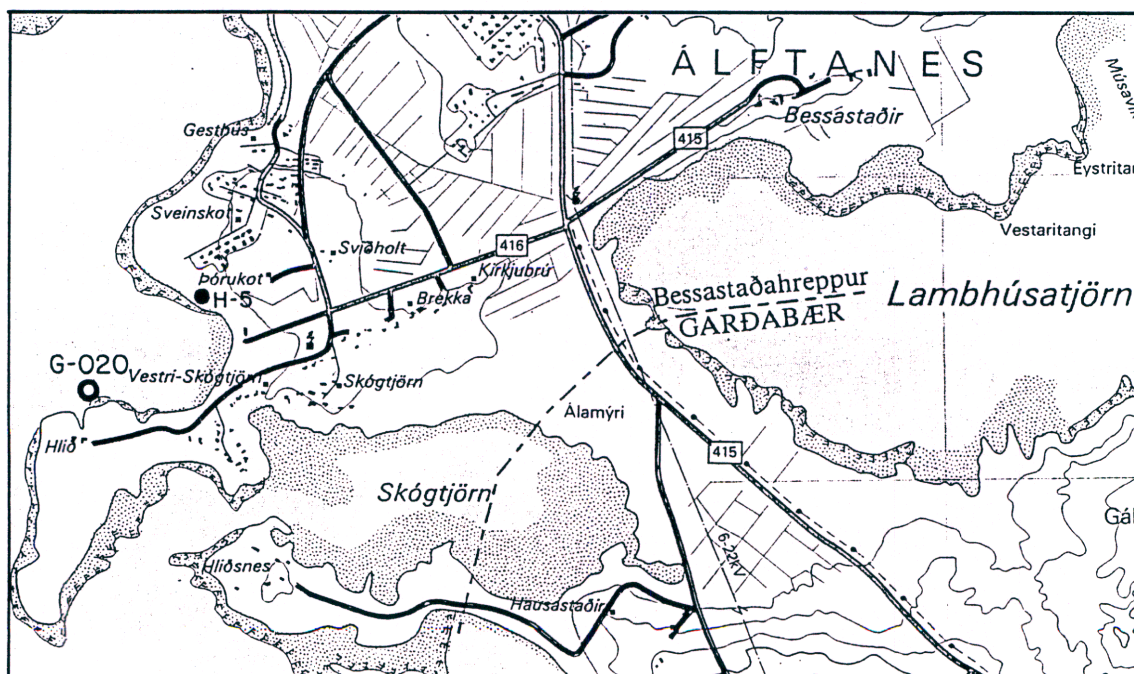 ÁLFTANES
Músavík
Bessastaðir
Gesthús
415
Eystritan
Sveinskot
Vestaritangi
Sviðholt
416
Þórukot
Kirkjubrú
H-5
Brekka
Bessastaðahreppur
GARÐABÆR
Lambhúsatjörn
G-020
Vestri-Skógtjörn
Skógtjörn
Álamýri
Hlið
415
Skógtjörn
Gál
6-22kV
Hliðsnes
Hausastaðir